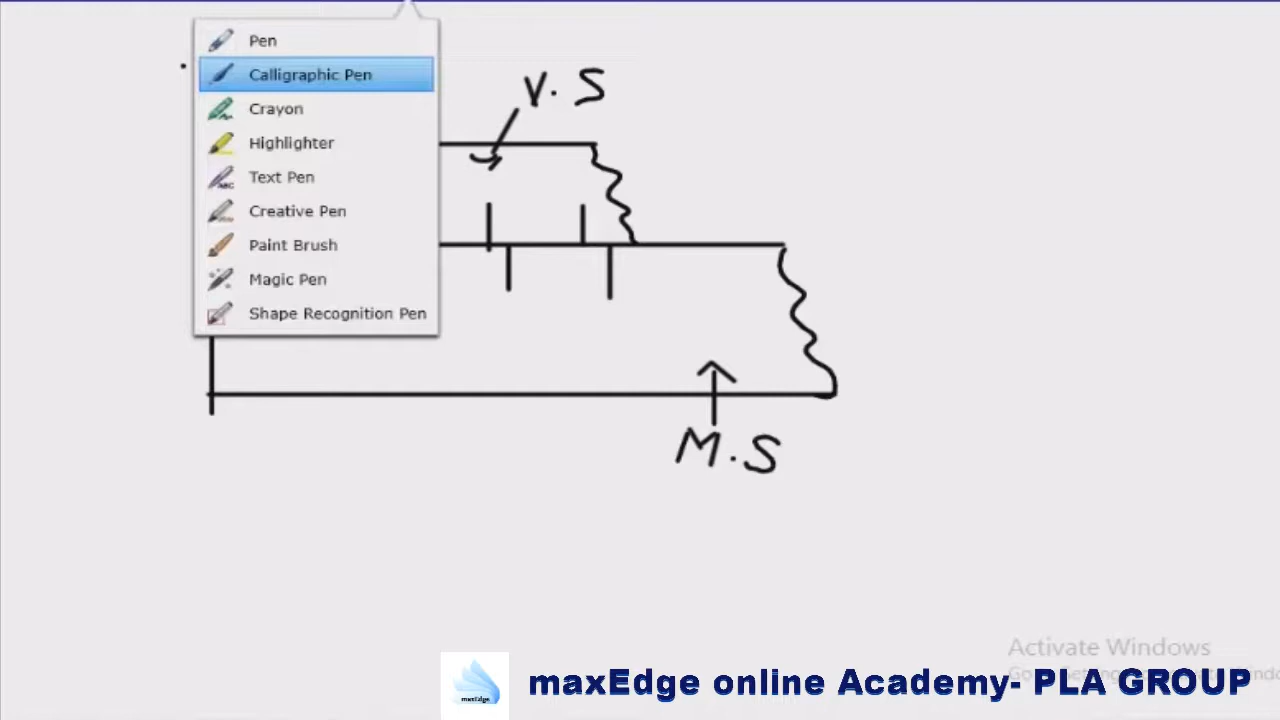 Pen
Calligraphic Pen
Crayon
Highlighter
Text Pen
Creative Pen
Paint Brush
Magic Pen
Shape Recognition Pen
V.S
M.S
Activate Windows
maxEdge
maxEdge online Academy- PLA GROUP